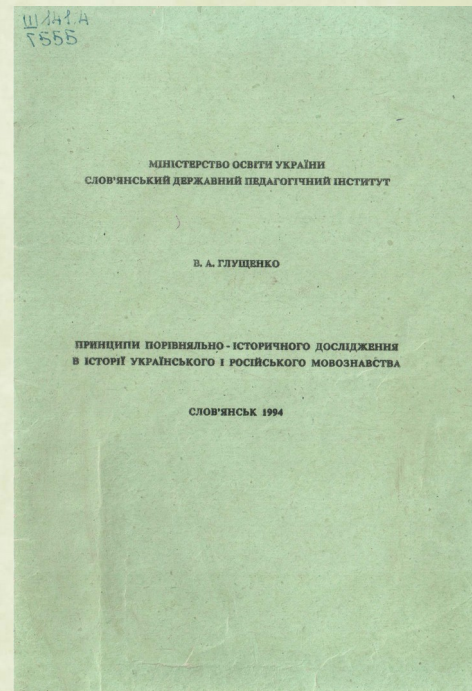 Ш141.4
Г555
МІНІСТЕРСТВО ОСВІТИ УКРАЇНИ
СЛОВ'ЯНСЬКИЙ ДЕРЖАВНИЙ ПЕДАГОГІЧНИЙ ІНСТИТУТ
В. А. ГЛУЩЕНКО
ПРИНЦИПИ ПОРІВНЯЛЬНО-ІСТОРИЧНОГО ДОСЛІДЖЕННЯ
В ІСТОРІЇ УКРАЇНСЬКОГО І РОСІЙСЬКОГО МОВОЗНАВСТВА
СЛОВ'ЯНСЬК 1994